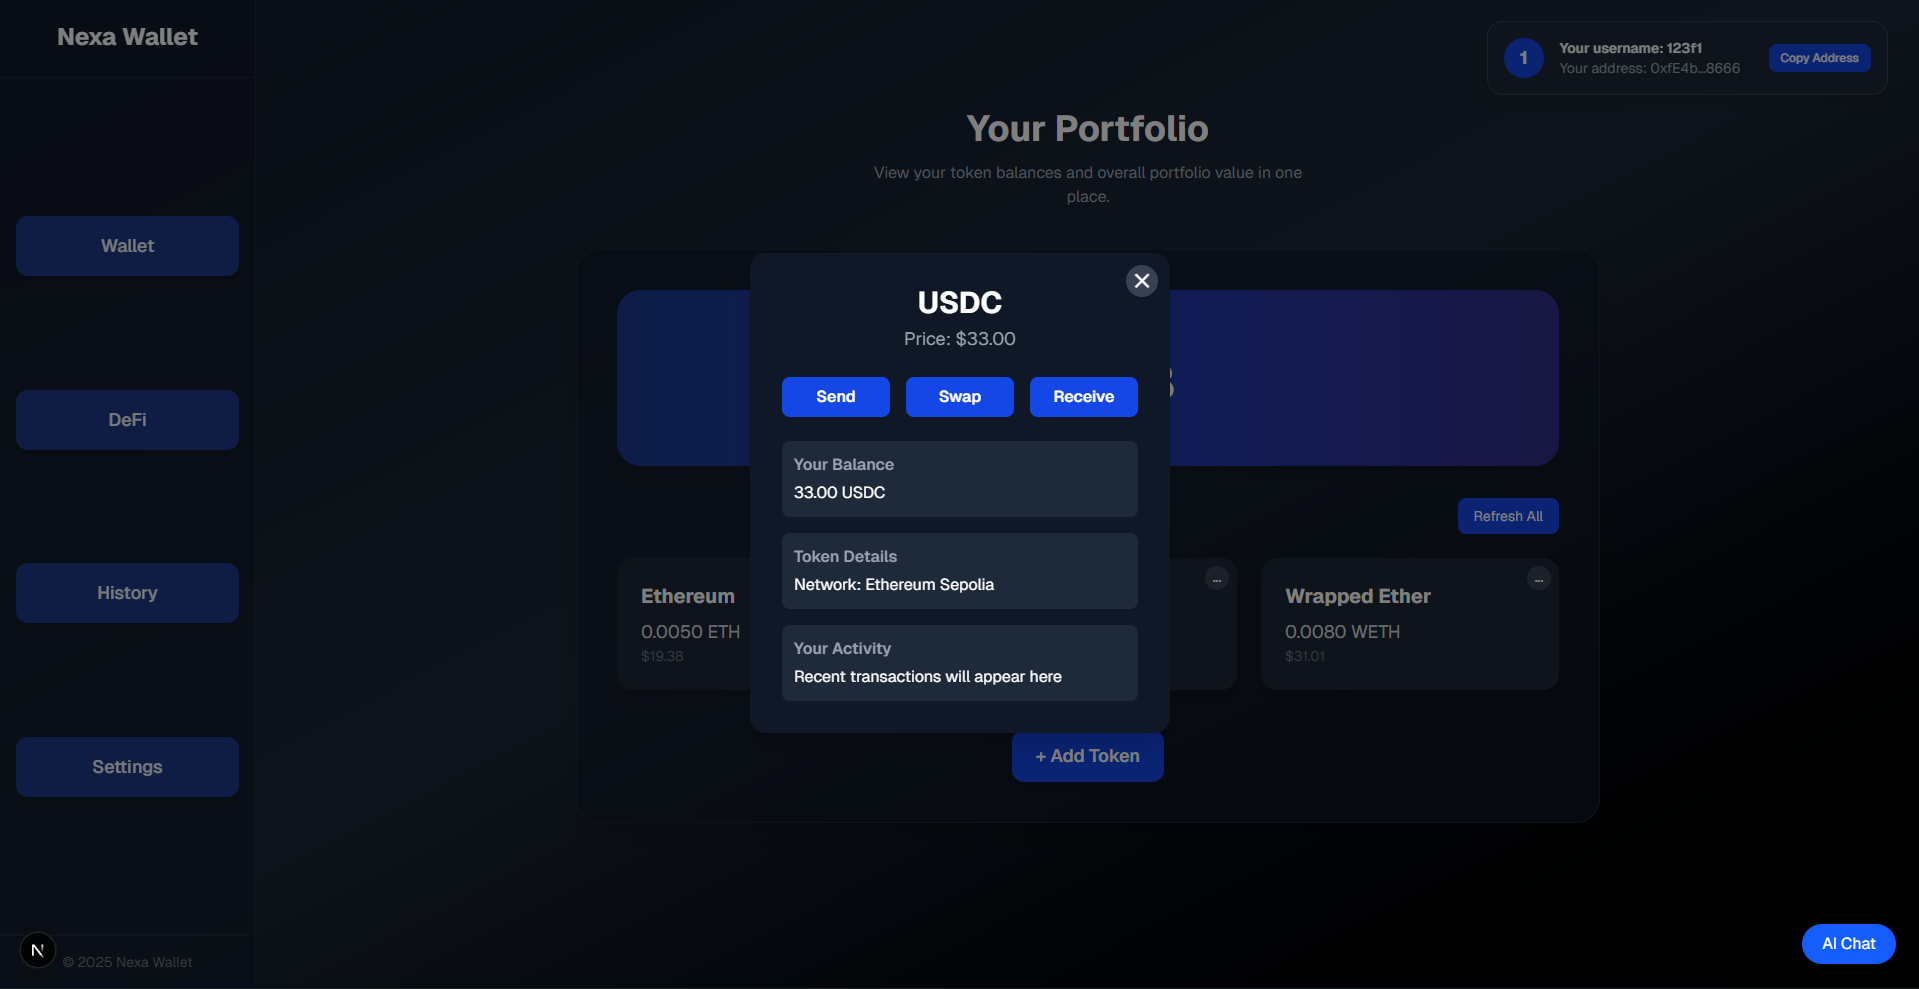 Nexa Wallet
1
Your username: 123f1
Your address: 0xfE4b...8666
Copy Address
Your Portfolio
View your token balances and overall portfolio value in one
place.
Wallet
DeFi
History
Settings
USDC
Price: $33.00
Send
Swap
Receive
Your Balance
33.00 USDC
Token Details
Network: Ethereum Sepolia
Your Activity
Recent transactions will appear here
Refresh All
Ethereum
0.0050 ETH
$19.38
...
Wrapped Ether
0.0080 WETH
$31.01
...
+ Add Token
N
© 2025 Nexa Wallet
AI Chat